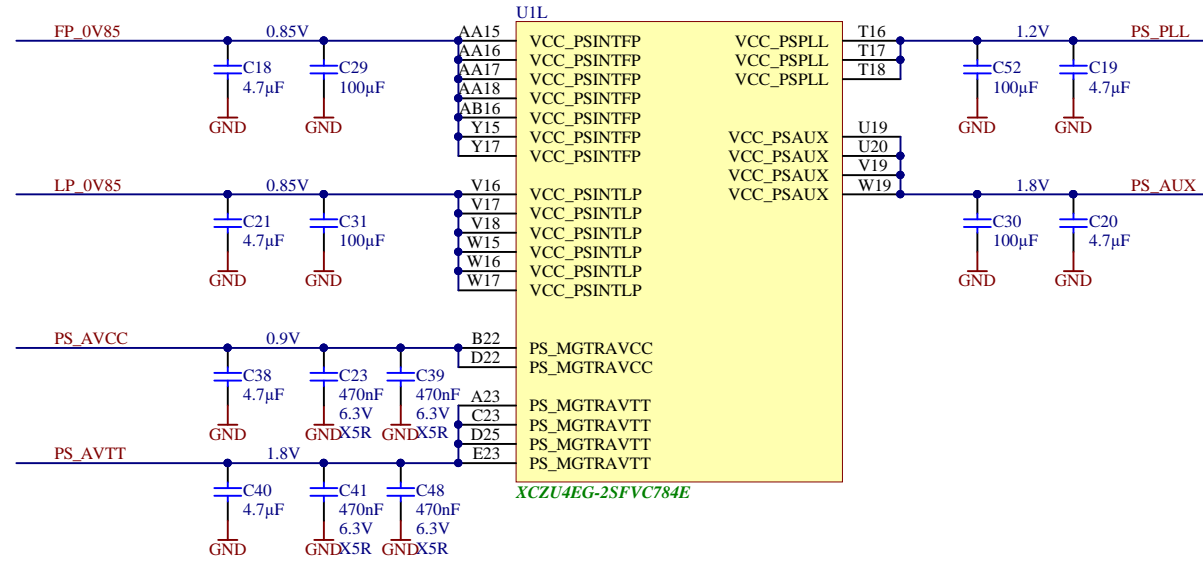 U1L
FP_0V85 0.85V AA15 VCC_PSINTFP VCC_PSPLL T16 1.2V PS_PLL
AA16 VCC_PSINTFP VCC_PSPLL T17
C18 C29 AA17 VCC_PSINTFP VCC_PSPLL T18 C52 C19
4.7µF 100µF AA18 VCC_PSINTFP 100µF 4.7µF
AB16 VCC_PSINTFP
GND GND Y15 VCC_PSINTFP VCC_PSAUX U19 GND GND
Y17 VCC_PSINTFP VCC_PSAUX U20
VCC_PSAUX V19
LP_0V85 0.85V V16 VCC_PSINTLP VCC_PSAUX W19 1.8V PS_AUX
V17 VCC_PSINTLP
C21 C31 V18 VCC_PSINTLP C30 C20
4.7µF 100µF W15 VCC_PSINTLP 100µF 4.7µF
W16 VCC_PSINTLP
GND GND W17 VCC_PSINTLP GND GND
PS_AVCC 0.9V B22 PS_MGTRAVCC
D22 PS_MGTRAVCC
C38 C23 C39
4.7µF 470nF 470nF
A23 PS_MGTRAVTT
6.3V 6.3V C23 PS_MGTRAVTT
GND GND X5R GND X5R D25 PS_MGTRAVTT
PS_AVTT 1.8V E23 PS_MGTRAVTT
C40 C41 C48 XCZU4EG-2SFVC784E
4.7µF 470nF 470nF
6.3V 6.3V
GND GND X5R GND X5R